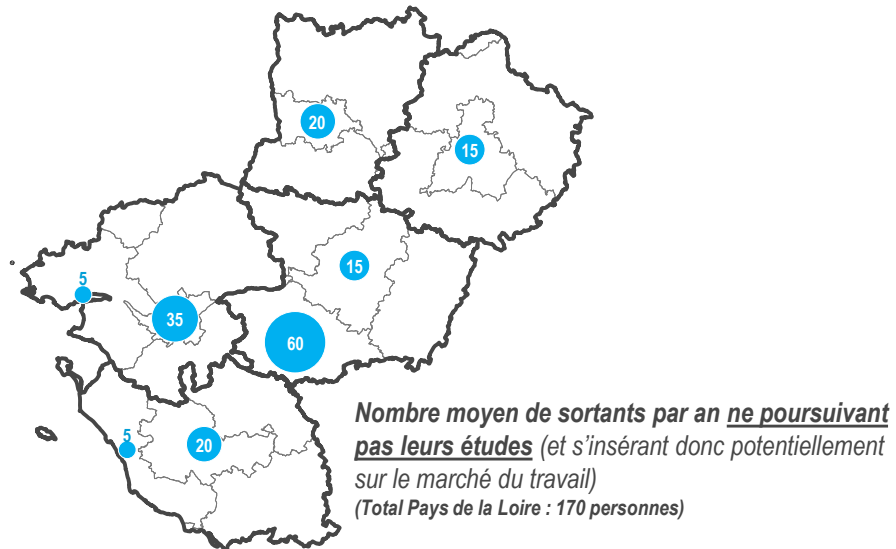 20
15
15
5
35
60
5
20
Nombre moyen de sortants par an ne poursuivant
pas leurs études (et s’insérant donc potentiellement
sur le marché du travail)
(Total Pays de la Loire : 170 personnes)